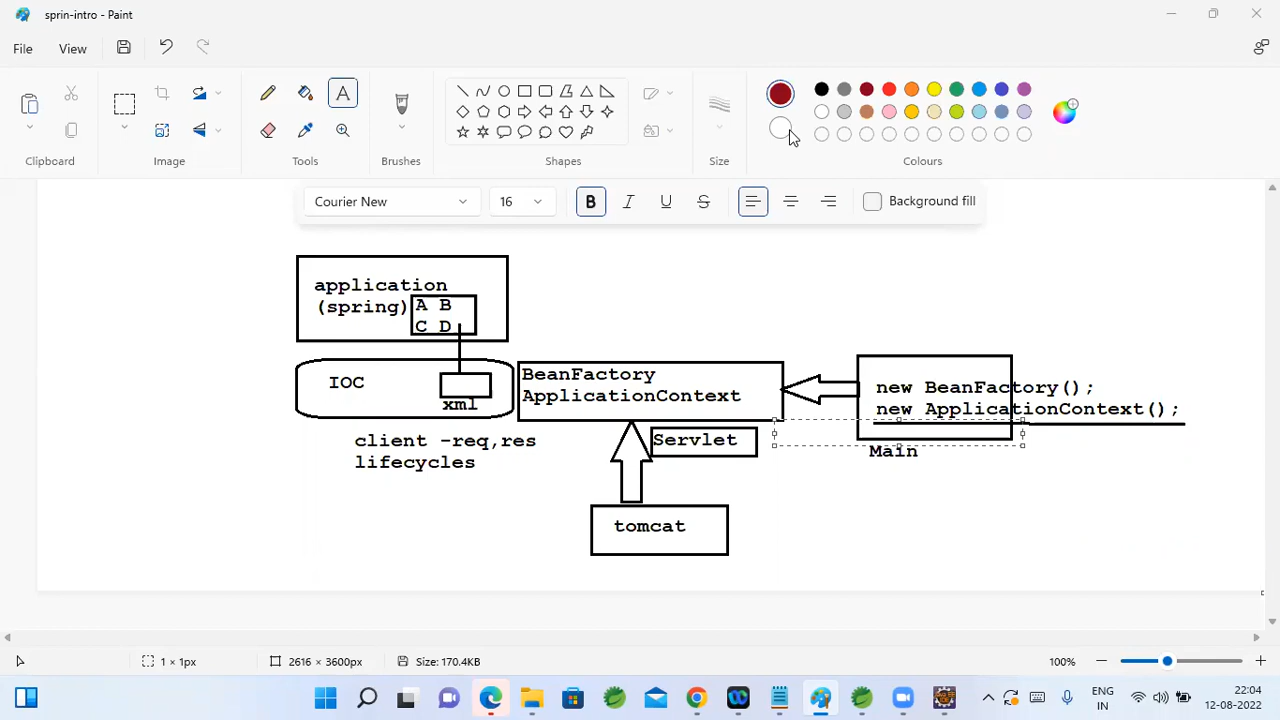 sprin-intro - Paint
File
View
Clipboard
Image
Tools
Brushes
Shapes
Size
Colours
Courier New
16
B
I
U
S
Background fill
application
(spring)
A B
C D
IOC
xml
BeanFactory
ApplicationContext
new BeanFactory();
new ApplicationContext();
client -req,res
lifecycles
Servlet
Main
tomcat
1 × 1px
2616 × 3600px
Size: 170.4KB
100%
ENG
IN
22:04
12-08-2022